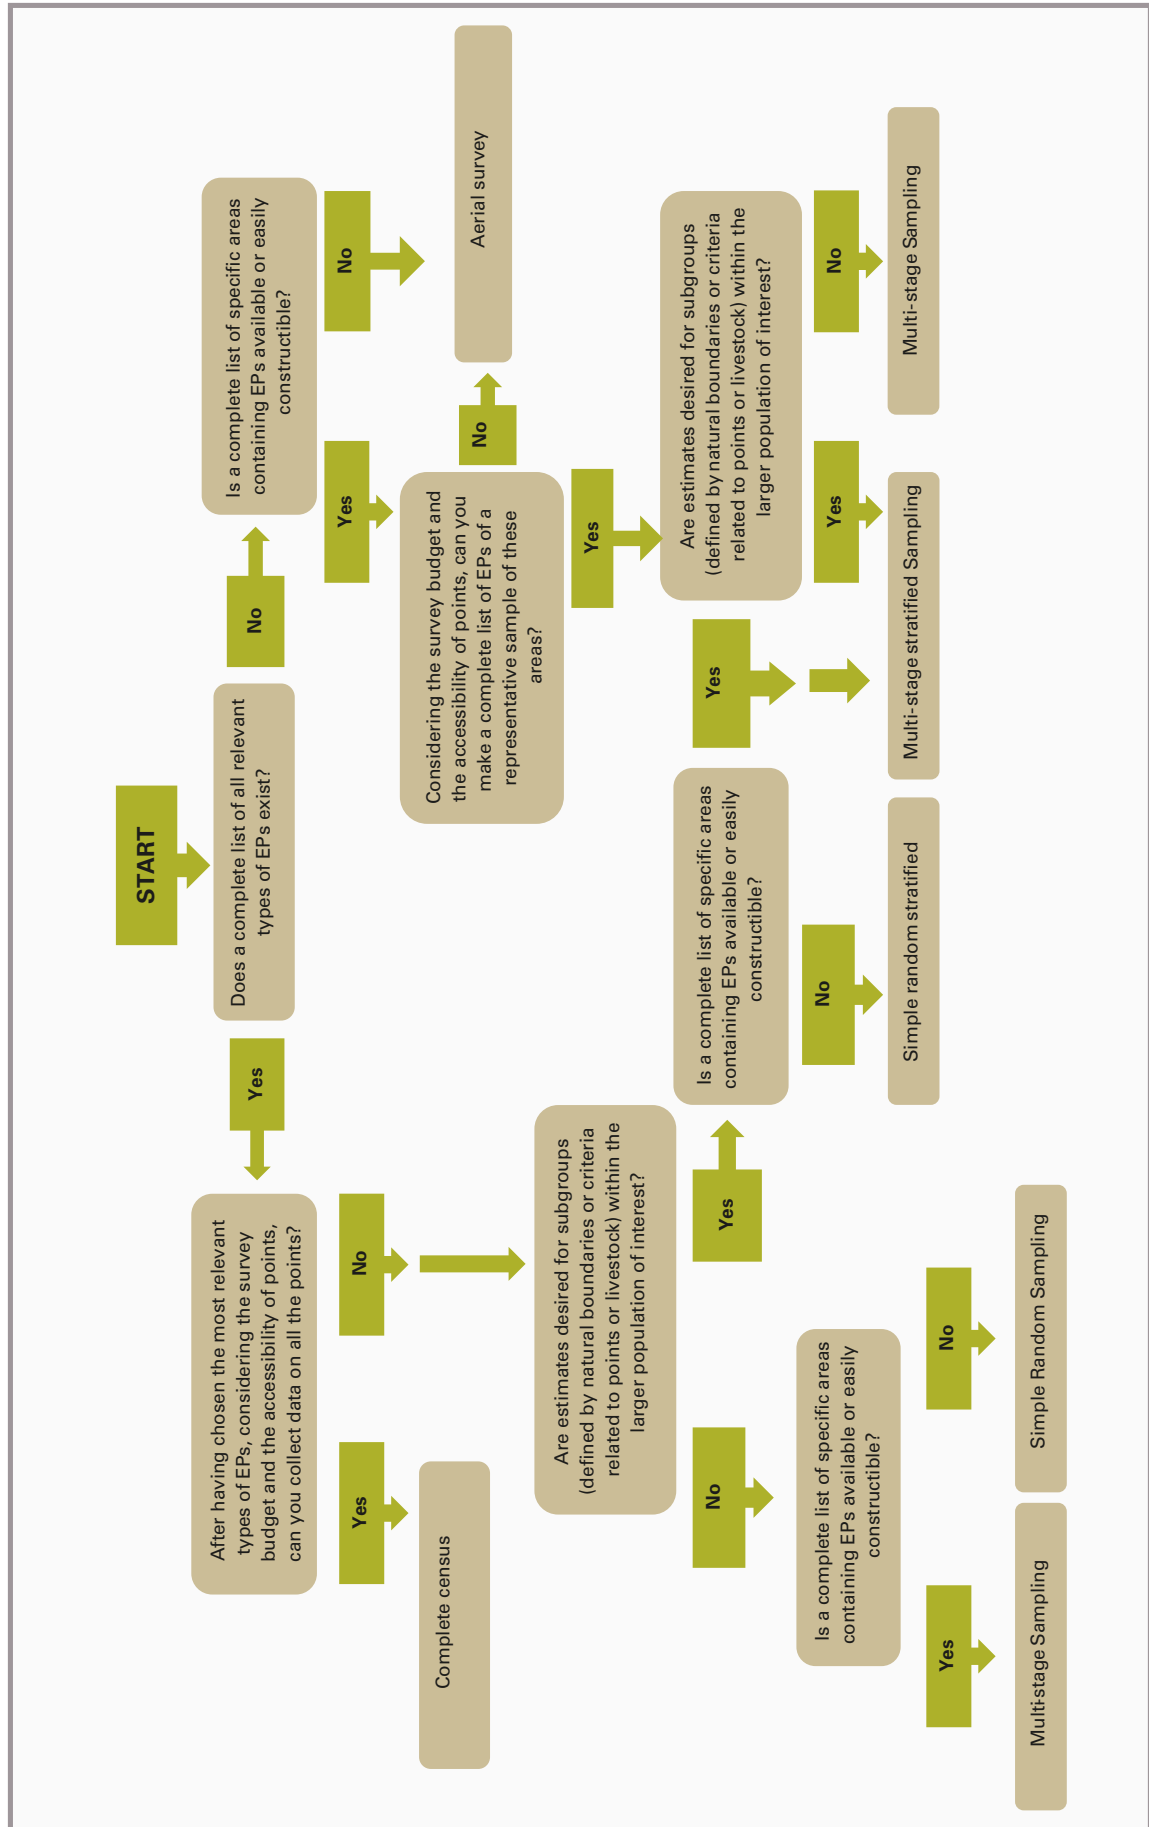 START
Does a complete list of all relevant
types of EPs exist?
Yes
No
After having chosen the most relevant
types of EPs, considering the survey
budget and the accessibility of points,
can you collect data on all the points?
Is a complete list of specific areas
containing EPs available or easily
constructible?
Yes
No
Yes
No
Complete census
Considering the survey budget and
the accessibility of points, can you
make a complete list of EPs of a
representative sample of these
areas?
No
Aerial survey
Yes
Are estimates desired for subgroups
(defined by natural boundaries or criteria
related to points or livestock) within the
larger population of interest?
Are estimates desired for subgroups
(defined by natural boundaries or criteria
related to points or livestock) within the
larger population of interest?
No
Yes
Is a complete list of specific areas
containing EPs available or easily
constructible?
Yes
No
Yes
No
Is a complete list of specific areas
containing EPs available or easily
constructible?
Simple random stratified
Multi-stage stratified Sampling
Multi-stage Sampling
Yes
No
Multi-stage Sampling
Simple Random Sampling